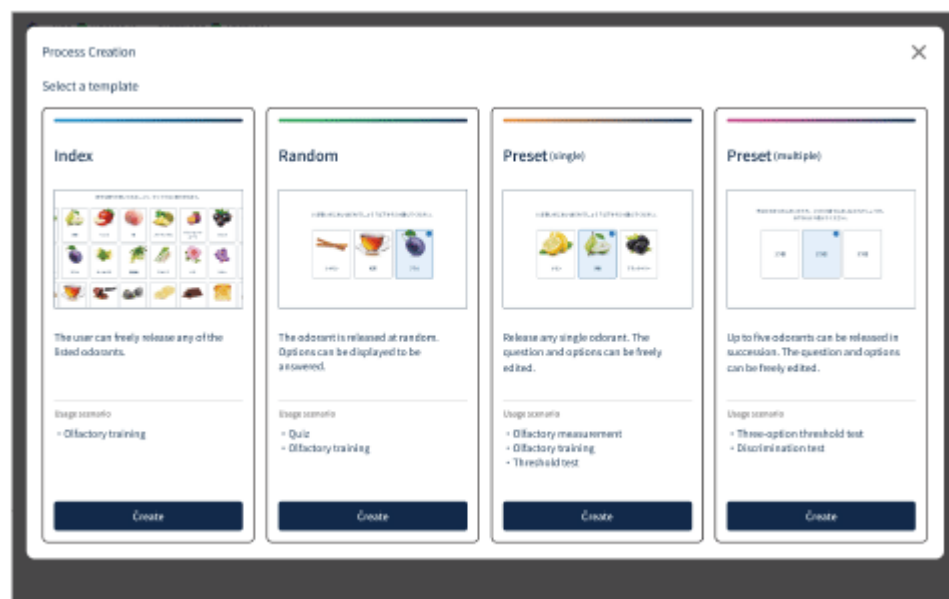 Process Creation
Select a template
Index
The user can freely release any of the
listed odorants.
Usage scenario
・Olfactory training
Create
Random
The odorant is released at random.
Options can be displayed to be
answered.
Usage scenario
・Quiz
・Olfactory training
Create
Preset (single)
Release any single odorant. The
question and options can be freely
edited.
Usage scenario
・Olfactory measurement
・Olfactory training
・Threshold test
Create
Preset (multiple)
Up to five odorants can be released in
succession. The question and options
can be freely edited.
Usage scenario
・Three-option threshold test
・Discrimination test
Create